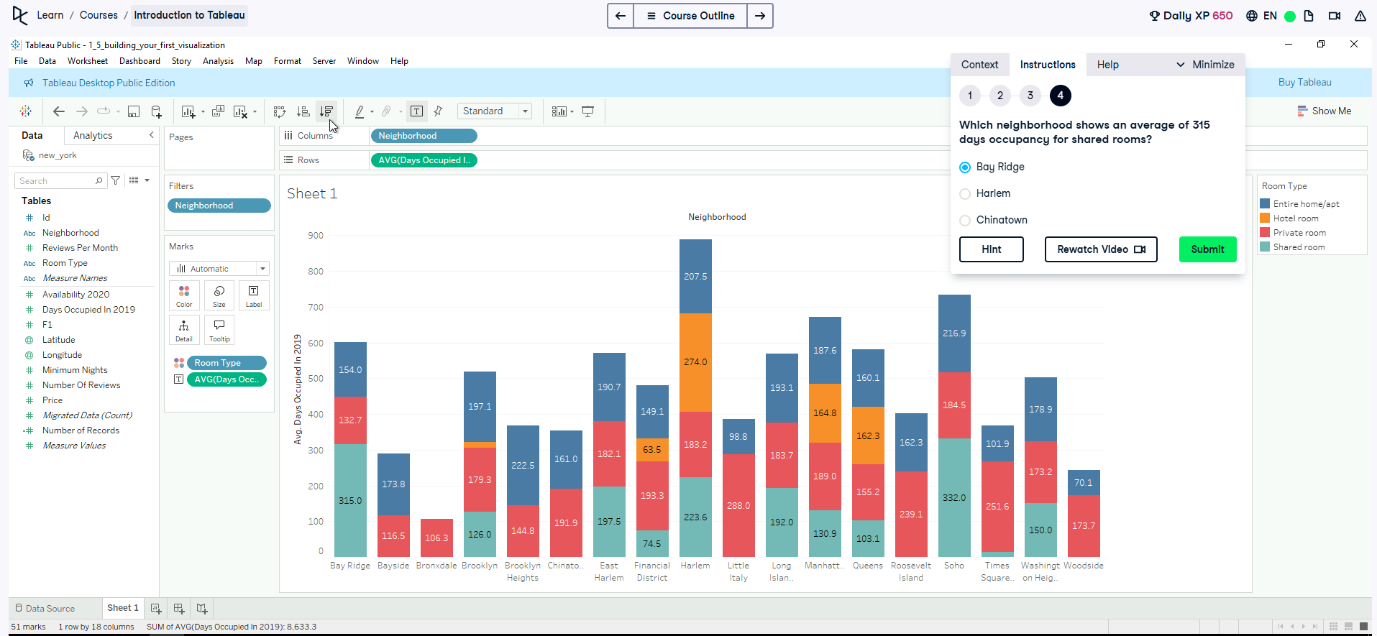 Learn / Courses / Introduction to Tableau
Course Outline
Daily XP 650 EN
Tableau Public - 1_5_building_your_first_visualization
File Data Worksheet Dashboard Story Analysis Map Format Server Window Help
Tableau Desktop Public Edition
Buy Tableau
Standard
Show Me
Context Instructions Help Minimize
1 2 3 4
Which neighborhood shows an average of 315
days occupancy for shared rooms?
Bay Ridge
Harlem
Chinatown
Hint Rewatch Video Submit
Data Analytics
new_york
Search
Tables
# Id
Abc Neighborhood
# Reviews Per Month
Abc Room Type
Abc Measure Names
# Availability 2020
# Days Occupied In 2019
# F1
Latitude
Longitude
# Minimum Nights
# Number Of Reviews
# Price
# Migrated Data (Count)
# Number of Records
# Measure Values
Pages
Filters
Neighborhood
Marks
Automatic
Color Size Label
Detail Tooltip
Room Type
AVG(Days Occ..
Columns Neighborhood
Rows AVG(Days Occupied I..
Sheet 1
Neighborhood
Avg. Days Occupied In 2019
900
800
700
600
500
400
300
200
100
0
154.0
132.7
315.0
173.8
116.5
106.3
197.1
179.3
126.0
222.5
144.8
161.0
191.9
190.7
182.1
197.5
149.1
63.5
193.3
74.5
207.5
274.0
183.2
223.6
98.8
288.0
193.1
183.7
192.0
187.6
164.8
189.0
130.9
160.1
162.3
155.2
103.1
162.3
239.1
216.9
184.5
332.0
101.9
251.6
178.9
173.2
150.0
70.1
173.7
Bay Ridge
Bayside
Bronxdale
Brooklyn
Brooklyn
Heights
Chinato..
East
Harlem
Financial
District
Harlem
Little
Italy
Long
Islan..
Manhatt..
Queens
Roosevelt
Island
Soho
Times
Square..
Washingt
on Heig..
Woodside
Room Type
Entire home/apt
Hotel room
Private room
Shared room
Data Source Sheet 1
51 marks 1 row by 18 columns SUM of AVG(Days Occupied In 2019): 8,633.3